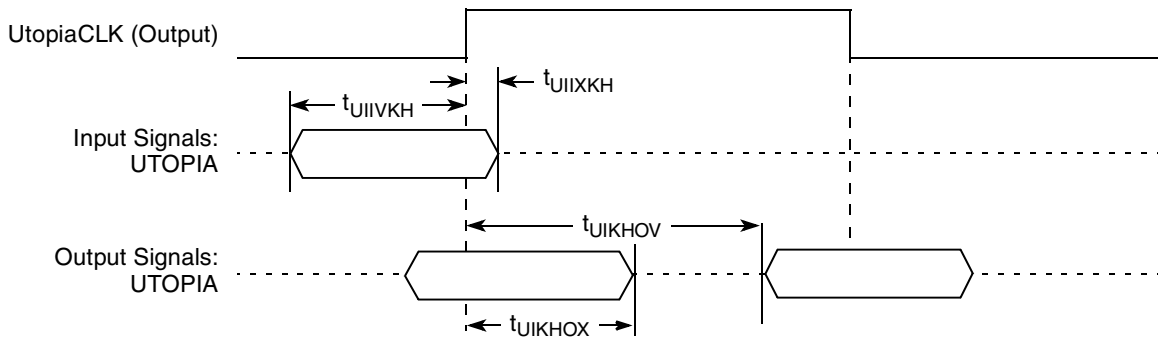 UtopiaCLK (Output)
tUIIXKH
tUIIVKH
Input Signals:
UTOPIA
tUIKHOV
Output Signals:
UTOPIA
tUIKHOX